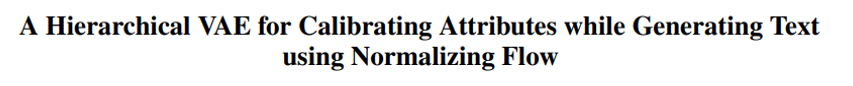 A Hierarchical VAE for Calibrating Attributes while Generating Text
using Normalizing Flow